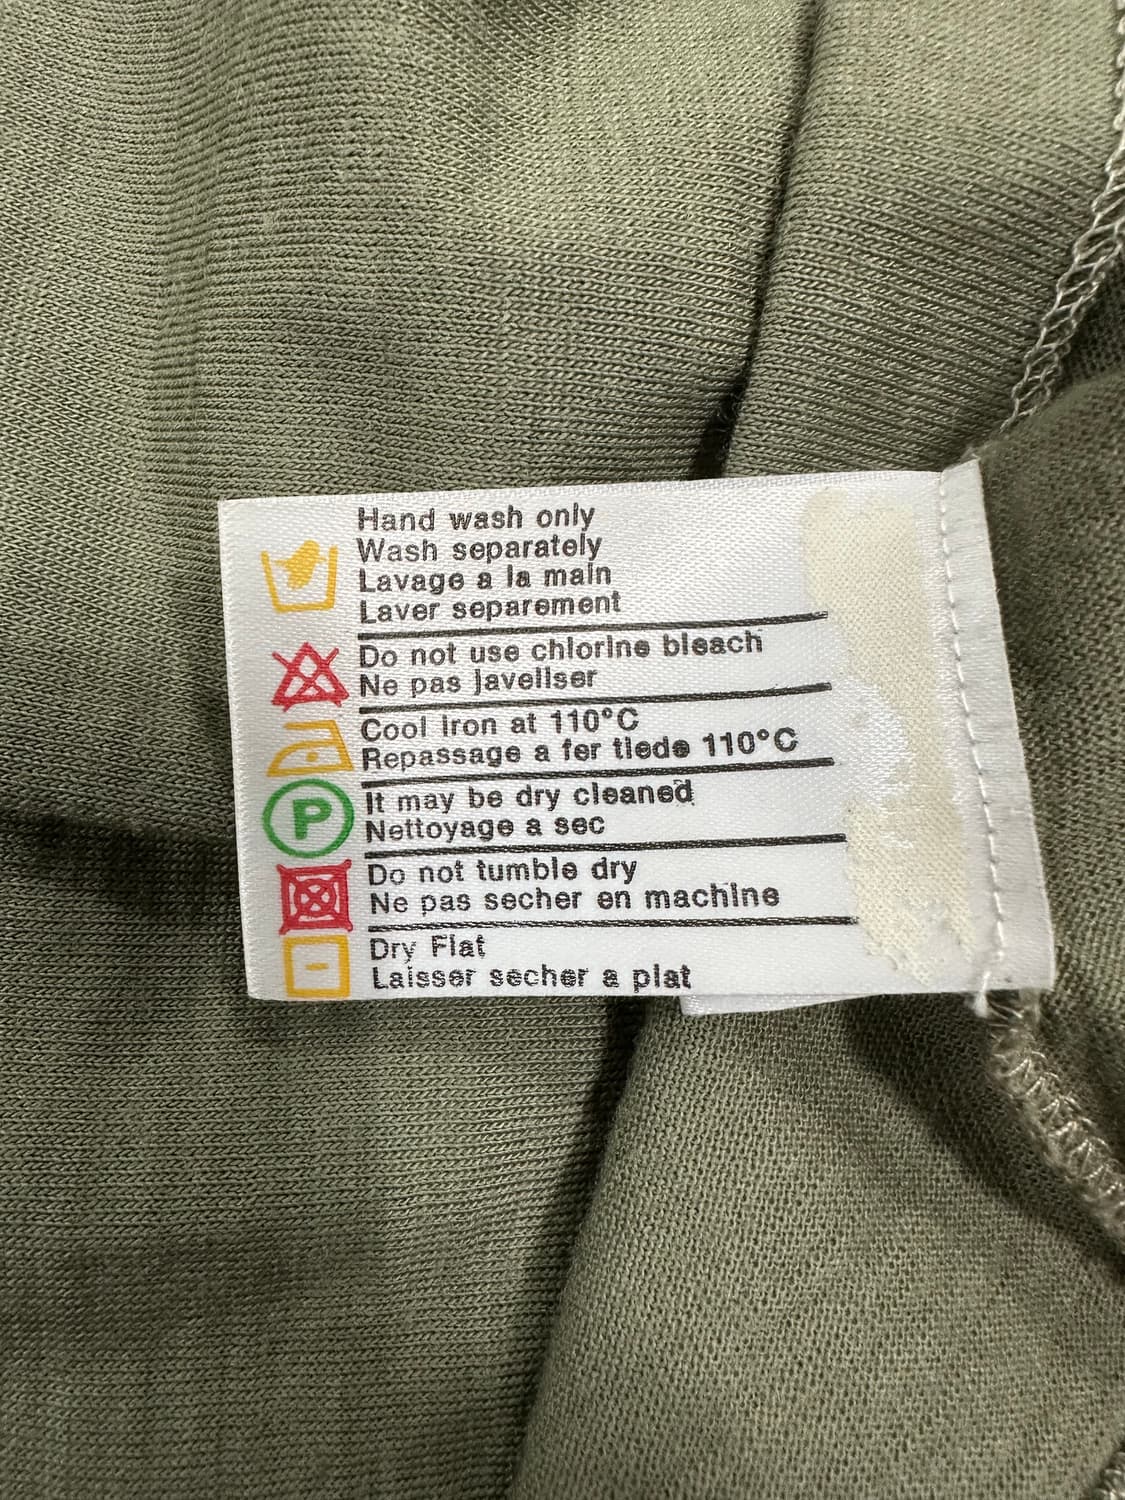 Hand wash only
Wash separately
Lavage a la main
Laver separement
Do not use chlorine bleach
Ne pas javeliser
Cool Iron at 110°C
Repassage a fer tiede 110°C
P
It may be dry cleaned
Nettoyage a sec
Do not tumble dry
Ne pas secher en machine
Dry Flat
Laisser secher a plat